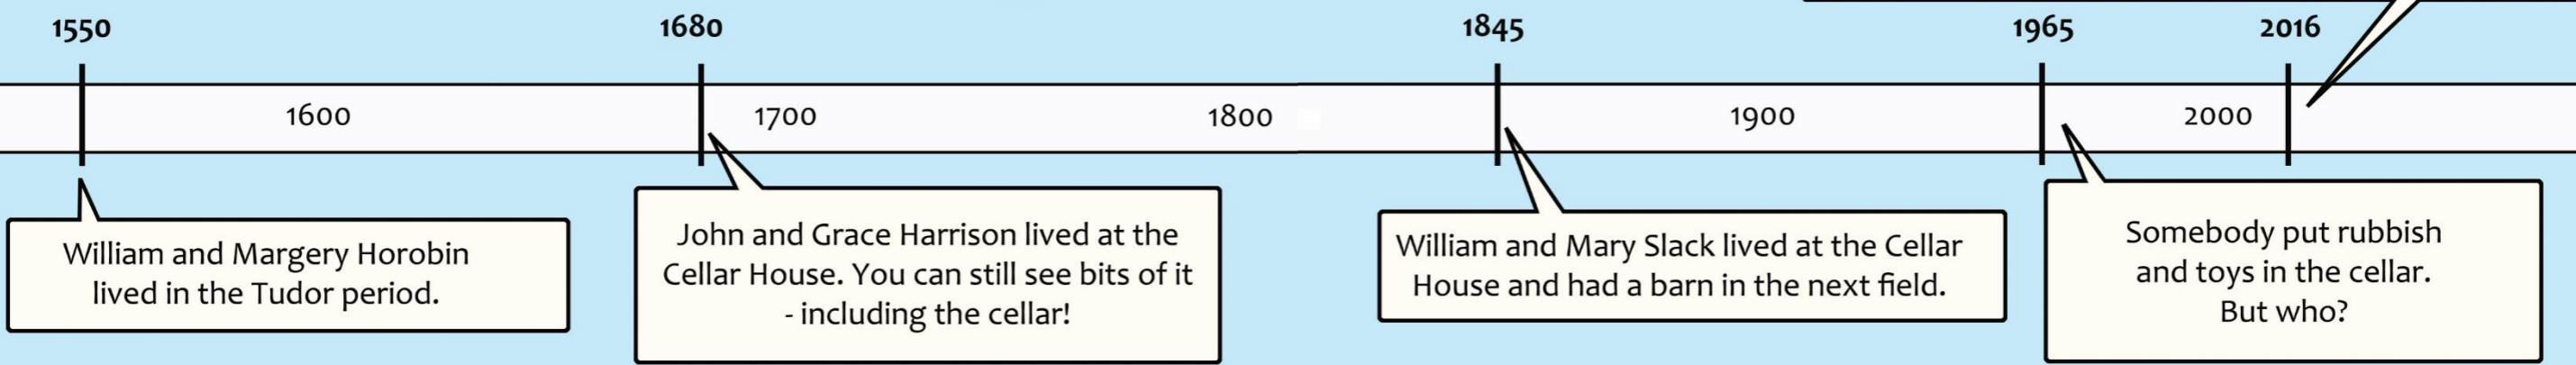 1550
1680
1845
1965
2016
1600
1700
1800
1900
2000
William and Margery Horobin
lived in the Tudor period.
John and Grace Harrison lived at the
Cellar House. You can still see bits of it
- including the cellar!
William and Mary Slack lived at the Cellar
House and had a barn in the next field.
Somebody put rubbish
and toys in the cellar.
But who?